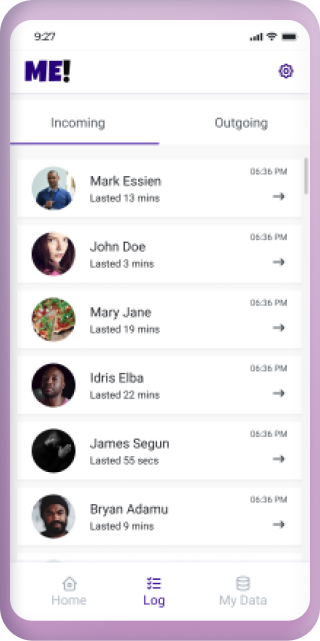 9:27
ME!
Incoming
Outgoing
06:36 PM
Mark Essien
Lasted 13 mins
06:36 PM
John Doe
Lasted 3 mins
06:36 PM
Mary Jane
Lasted 19 mins
06:36 PM
Idris Elba
Lasted 22 mins
06:36 PM
James Segun
Lasted 55 secs
06:36 PM
Bryan Adamu
Lasted 9 mins
Home
Log
My Data